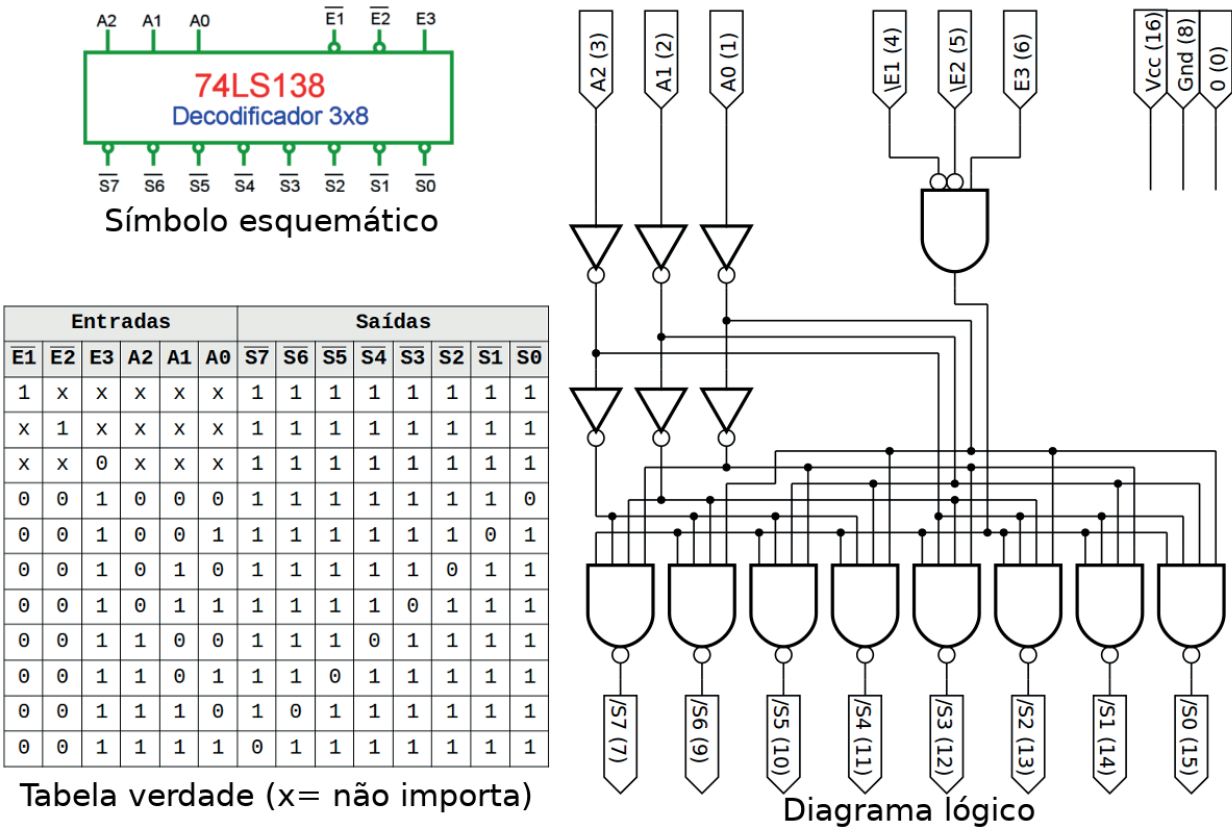 A2 A1 A0 E1 E2 E3
74LS138
Decodificador 3x8
S7 S6 S5 S4 S3 S2 S1 S0
Símbolo esquemático
Entradas Saídas
E1 E2 E3 A2 A1 A0 S7 S6 S5 S4 S3 S2 S1 S0
1 x x x x x 1 1 1 1 1 1 1 1
x 1 x x x x 1 1 1 1 1 1 1 1
x x 0 x x x 1 1 1 1 1 1 1 1
0 0 1 0 0 0 1 1 1 1 1 1 1 0
0 0 1 0 0 1 1 1 1 1 1 1 0 1
0 0 1 0 1 0 1 1 1 1 1 0 1 1
0 0 1 0 1 1 1 1 1 1 0 1 1 1
0 0 1 1 0 0 1 1 1 0 1 1 1 1
0 0 1 1 0 1 1 1 0 1 1 1 1 1
0 0 1 1 1 0 1 0 1 1 1 1 1 1
0 0 1 1 1 1 0 1 1 1 1 1 1 1
Tabela verdade (x= não importa)
A2 (3)
A1 (2)
A0 (1)
\E1 (4)
\E2 (5)
E3 (6)
Vcc (16)
Gnd (8)
0 (0)
/S7 (7)
/S6 (9)
/S5 (10)
/S4 (11)
/S3 (12)
/S2 (13)
/S1 (14)
/S0 (15)
Diagrama lógico